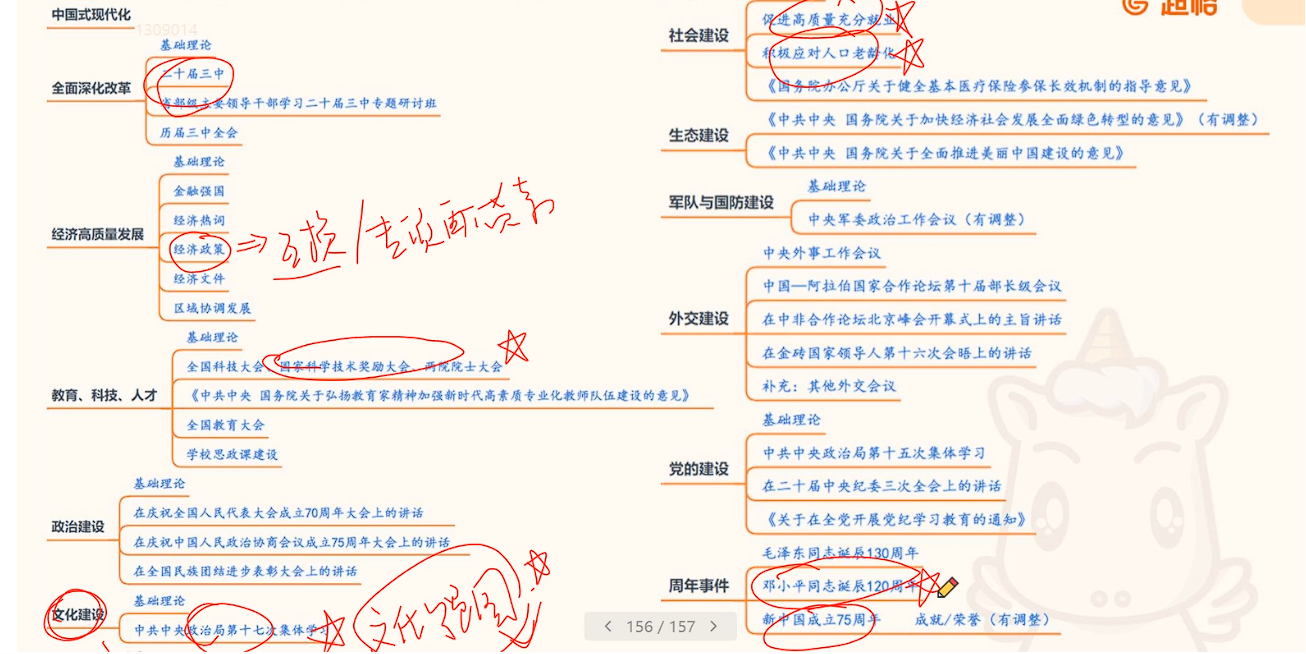 中国式现代化
1309014
基础理论
二十届三中
全面深化改革
省部级主要领导干部学习二十届三中专题研讨班
历届三中全会
基础理论
金融强国
经济热词
经济高质量发展
经济政策
经济文件
区域协调发展
基础理论
全国科技大会、国家科学技术奖励大会、两院院士大会
教育、科技、人才
《中共中央 国务院关于弘扬教育家精神加强新时代高素质专业化教师队伍建设的意见》
全国教育大会
学校思政课建设
基础理论
在庆祝全国人民代表大会成立70周年大会上的讲话
政治建设
在庆祝中国人民政治协商会议成立75周年大会上的讲话
在全国民族团结进步表彰大会上的讲话
基础理论
文化建设
中共中央政治局第十七次集体学习
文化强国
超格
促进高质量充分就业
社会建设
积极应对人口老龄化
《国务院办公厅关于健全基本医疗保险参保长效机制的指导意见》
《中共中央 国务院关于加快经济社会发展全面绿色转型的意见》（有调整）
生态建设
《中共中央 国务院关于全面推进美丽中国建设的意见》
基础理论
军队与国防建设
中央军委政治工作会议（有调整）
中央外事工作会议
中国—阿拉伯国家合作论坛第十届部长级会议
外交建设
在中非合作论坛北京峰会开幕式上的主旨讲话
在金砖国家领导人第十六次会晤上的讲话
补充：其他外交会议
基础理论
中共中央政治局第十五次集体学习
党的建设
在二十届中央纪委三次全会上的讲话
《关于在全党开展党纪学习教育的通知》
毛泽东同志诞辰130周年
周年事件
邓小平同志诞辰120周年
新中国成立75周年 成就/荣誉（有调整）
156 / 157